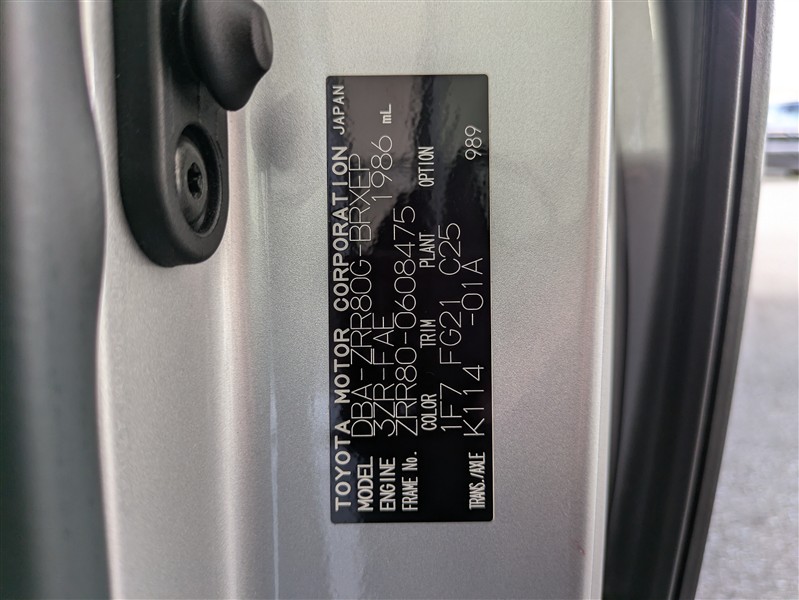 TOYOTA MOTOR CORPORATION JAPAN
MODEL DBA-ZRR80G-BRXEP
ENGINE 3ZR-FAE 1986 mL
FRAME No. ZRR80-0608475
COLOR TRIM PLANT OPTION
1F7 FG21 C25
TRANS./AXLE K114 -01A 989